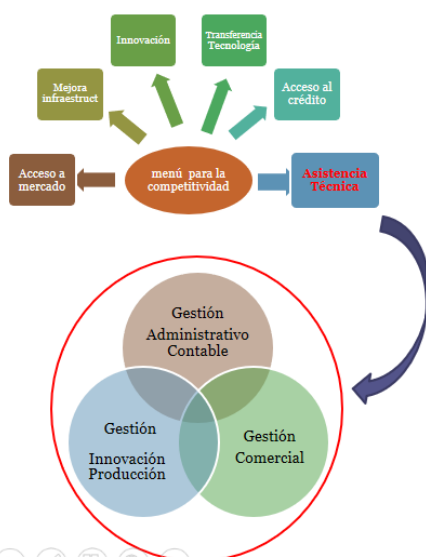 Innovación
Transferencia
Tecnología
Mejora
infraestruct
Acceso al
crédito
Acceso a
mercado
menú para la
competitividad
Asistencia
Técnica
Gestión
Administrativo
Contable
Gestión
Innovación
Producción
Gestión
Comercial